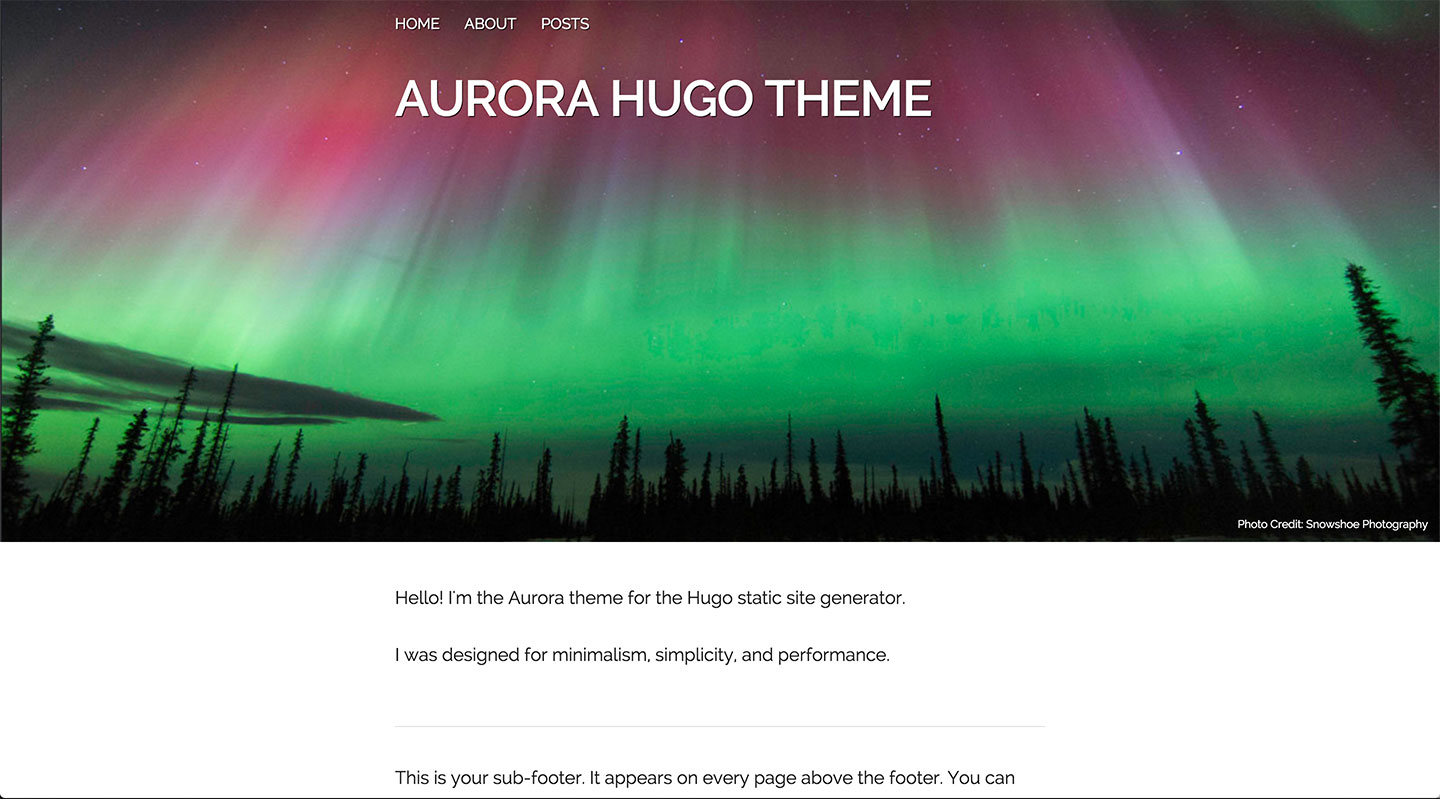 HOME ABOUT POSTS
AURORA HUGO THEME
Photo Credit: Snowshoe Photography
Hello! I'm the Aurora theme for the Hugo static site generator.
I was designed for minimalism, simplicity, and performance.
This is your sub-footer. It appears on every page above the footer. You can